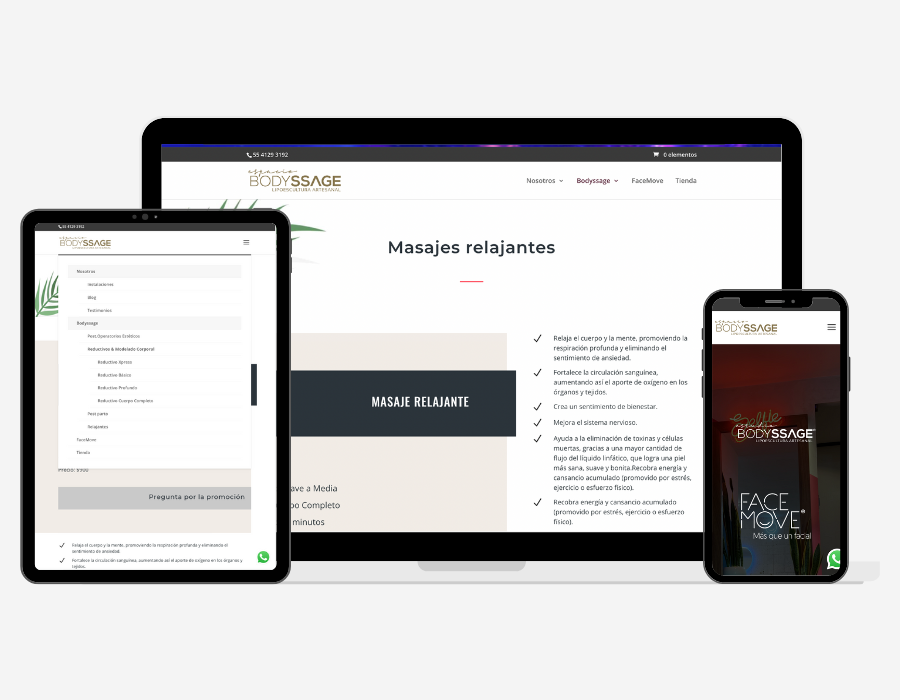 55 4129 3192
0 elementos
espacio
BODYSSAGE
LIPOESCULTURA ARTESANAL
Nosotros
Bodyssage
FaceMove
Tienda
Masajes relajantes
MASAJE RELAJANTE
ave a Media
po Completo
minutos
Relaja el cuerpo y la mente, promoviendo la
respiración profunda y eliminando el
sentimiento de ansiedad.
Fortalece la circulación sanguínea,
aumentando así el aporte de oxígeno en los
órganos y tejidos.
Crea un sentimiento de bienestar.
Mejora el sistema nervioso.
Ayuda a la eliminación de toxinas y células
muertas, gracias a una mayor cantidad de
flujo del líquido linfático, que logra una piel
más sana, suave y bonita.Recobra energía y
cansancio acumulado (promovido por estrés,
ejercicio o esfuerzo físico).
Recobra energía y cansancio acumulado
(promovido por estrés, ejercicio o esfuerzo
físico).
55 4129 3192
espacio
BODYSSAGE
LIPOESCULTURA ARTESANAL
Nosotros
Instalaciones
Blog
Testimonios
Bodyssage
Post Operatorios Estéticos
Reductivos & Modelado Corporal
Reductivo Xpress
Reductivo Básico
Reductivo Profundo
Reductivo Cuerpo Completo
Post parto
Relajantes
FaceMove
Tienda
Pregunta por la promoción
Relaja el cuerpo y la mente, promoviendo la respiración profunda y eliminando el
sentimiento de ansiedad.
Fortalece la circulación sanguínea, aumentando así el aporte de oxígeno en los órganos y
tejidos.
espacio
BODYSSAGE
LIPOESCULTURA ARTESANAL
BODYSSAGE
LIPOESCULTURA ARTESANAL
FACE
MOVE®
Más que un facial